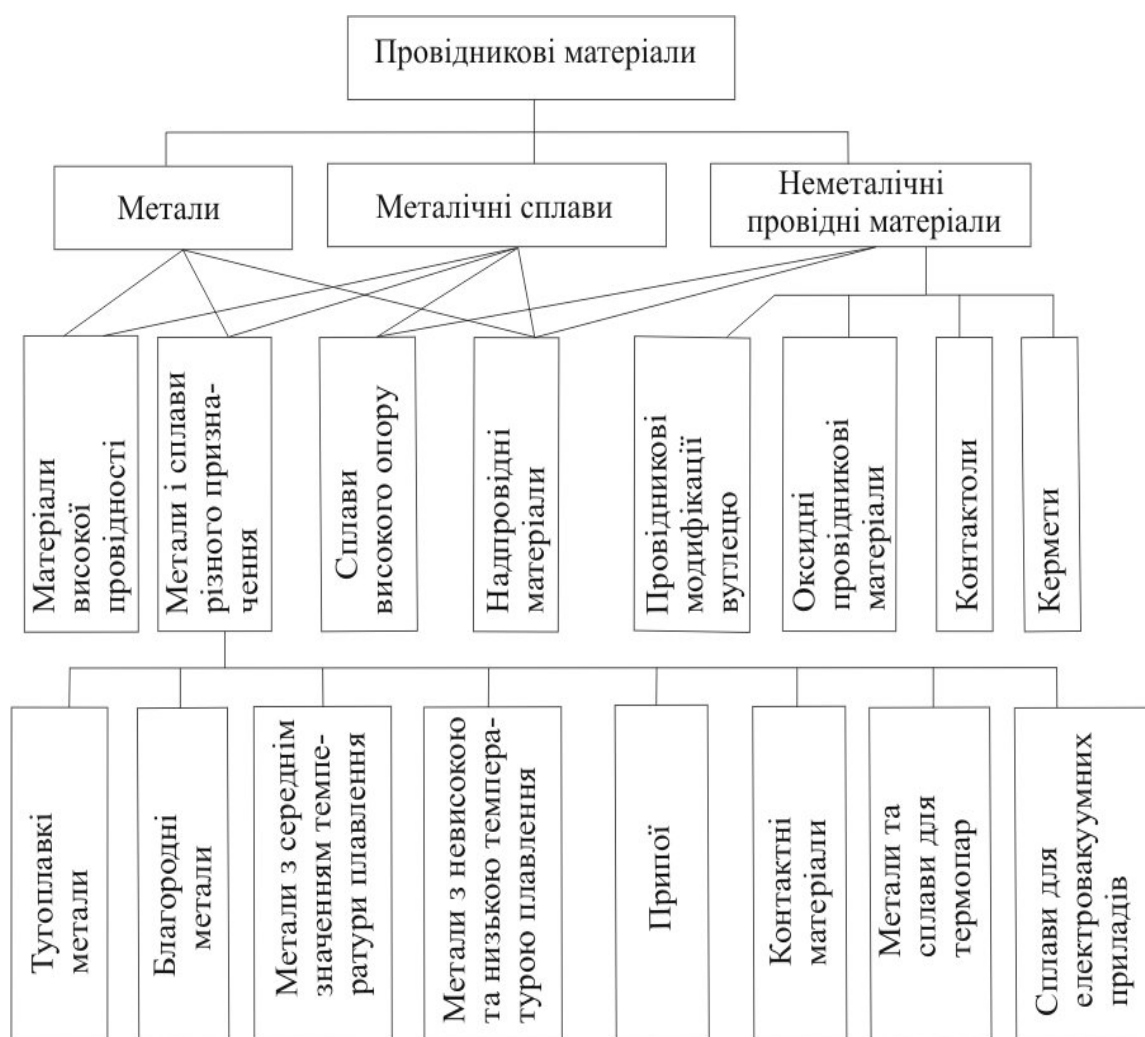 Провідникові матеріали
Метали
Металічні сплави
Неметалічні
провідні матеріали
Матеріали
високої
провідності
Метали і сплави
різного призна-
чення
Сплави
високого опору
Надпровідні
матеріали
Провідникові
модифікації
вуглецю
Оксидні
провідникові
матеріали
Контактоли
Кермети
Тугоплавкі
метали
Благородні
метали
Метали з середнім
значенням темпе-
ратури плавлення
Метали з невисокою
та низькою темпера-
турою плавлення
Припої
Контактні
матеріали
Метали та
сплави для
термопар
Сплави для
електровакуумних
приладів